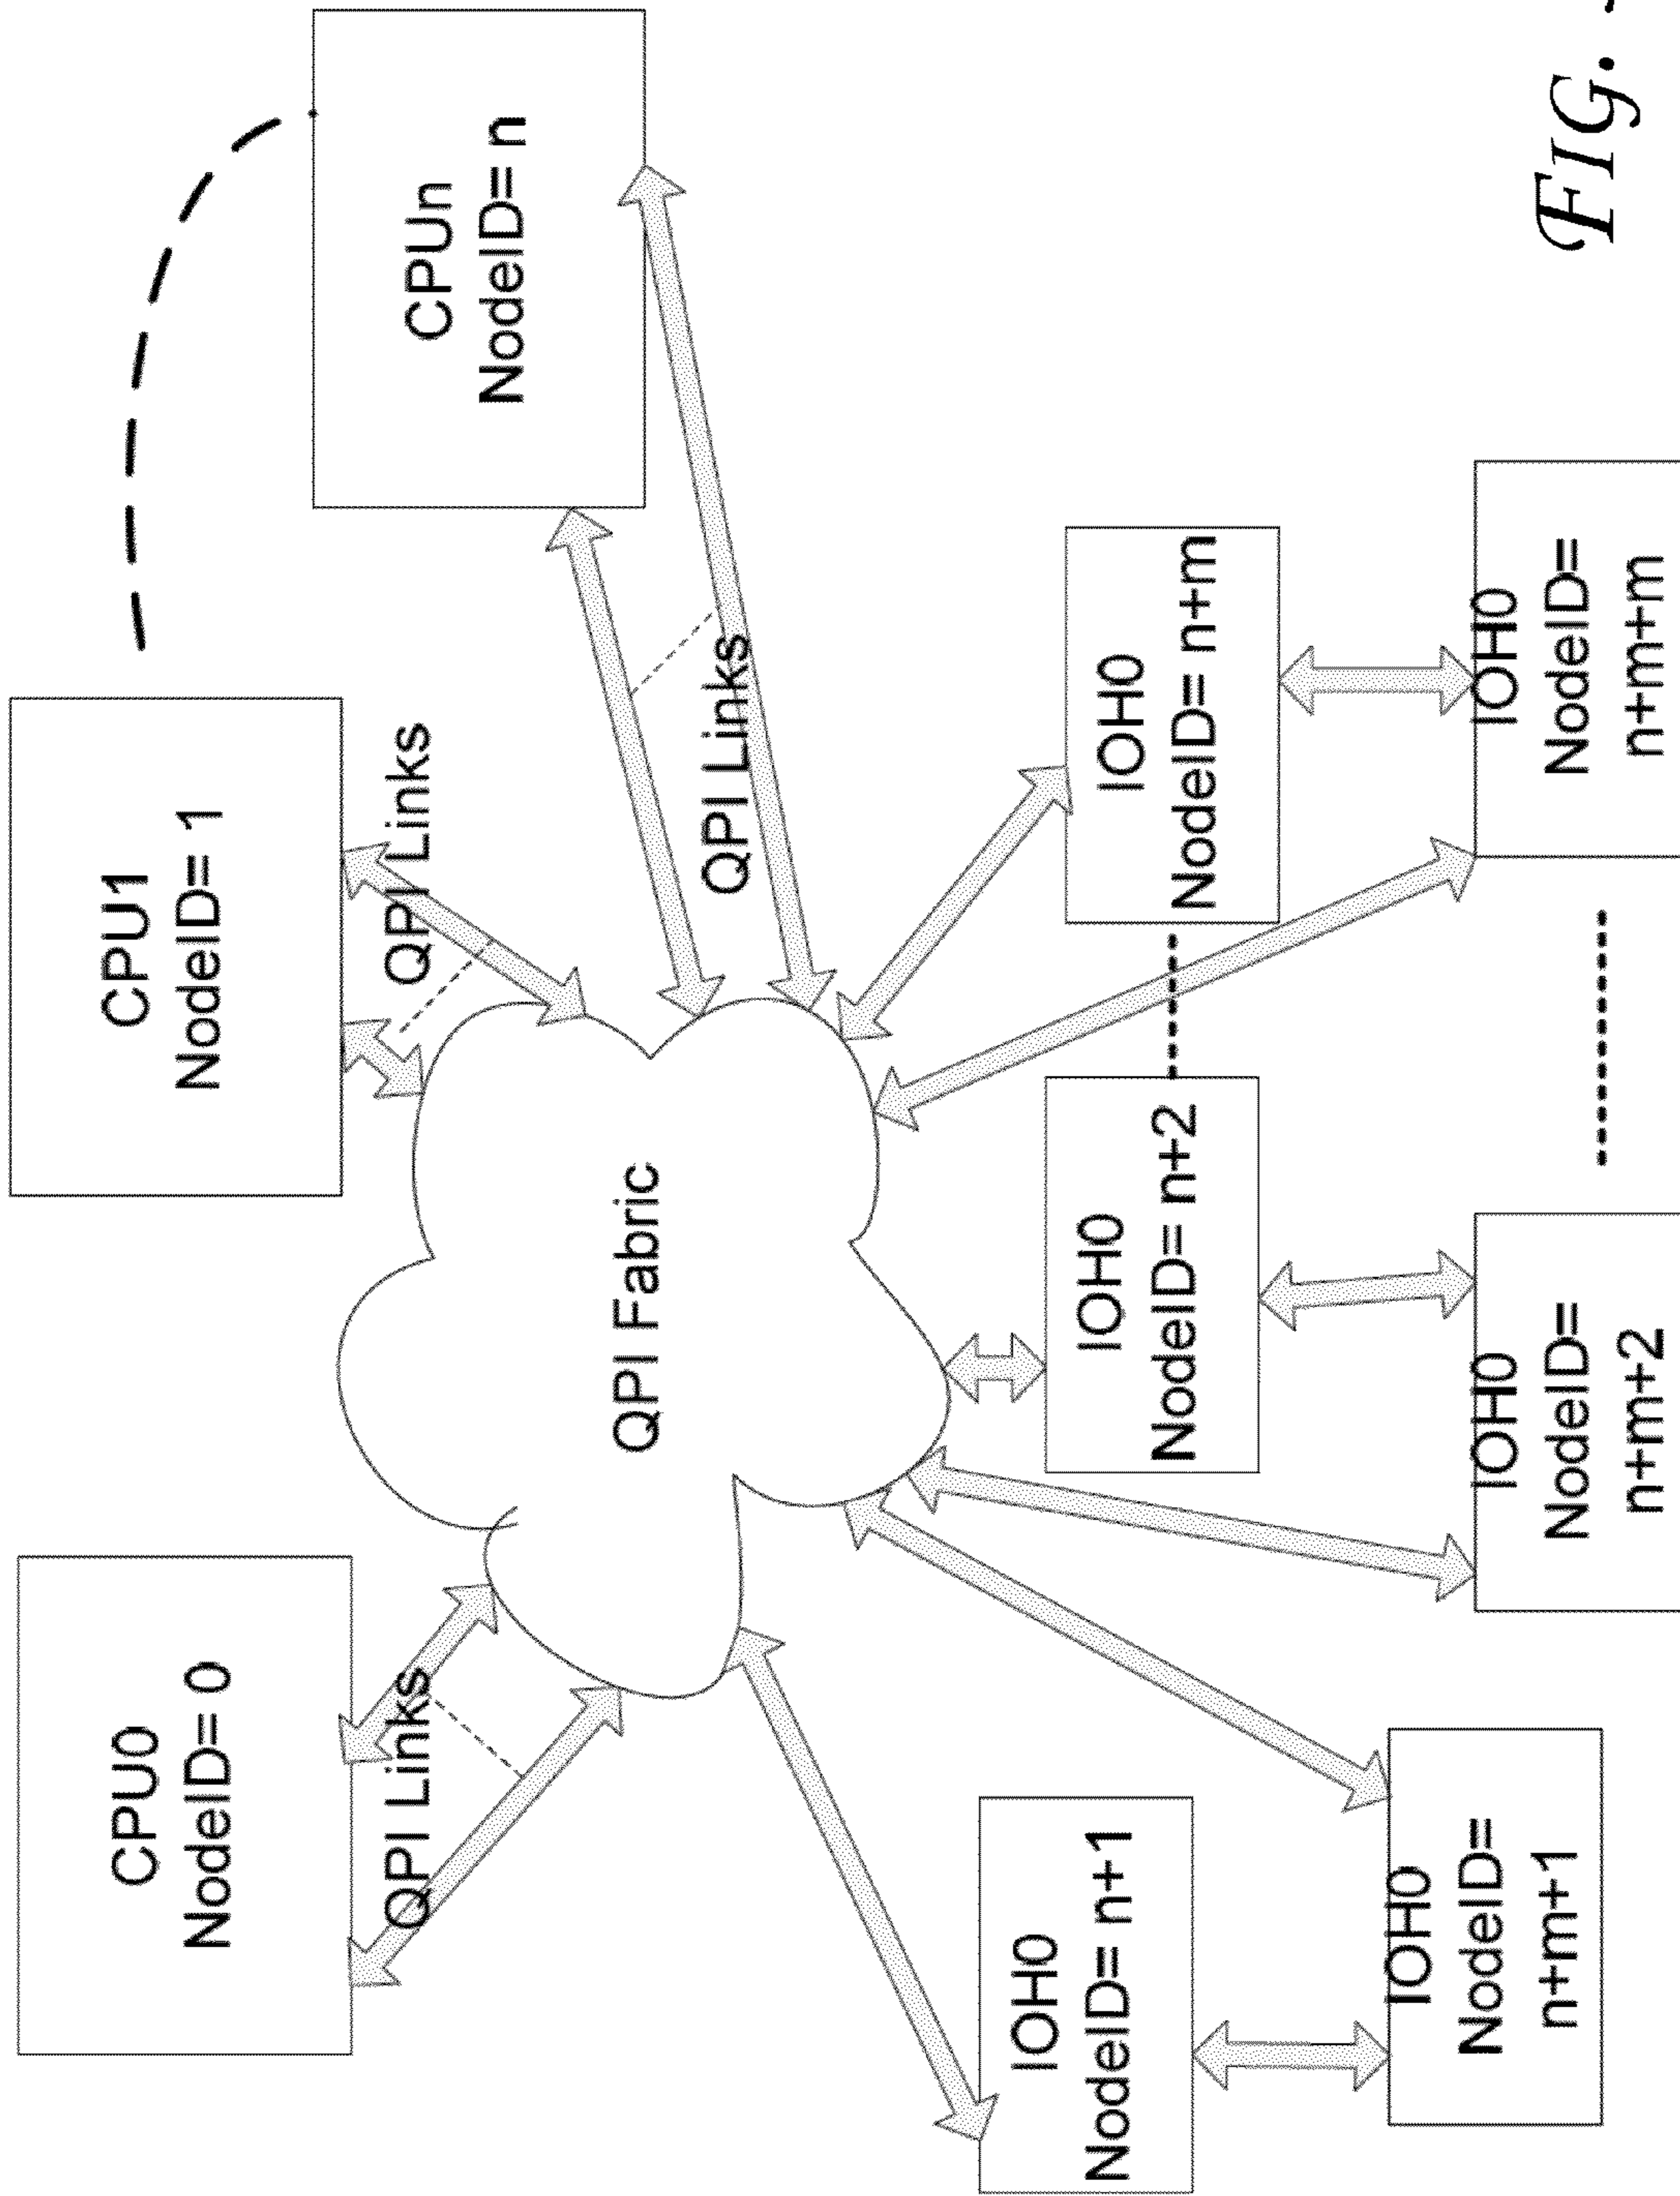 CPU0
NodeID= 0
CPU1
NodeID= 1
CPUn
NodeID= n
QPI Links
QPI Links
QPI Links
QPI Fabric
IOH0
NodeID= n+1
IOH0
NodeID= n+2
IOH0
NodeID= n+m
IOH0
NodeID=
n+m+1
IOH0
NodeID=
n+m+2
IOH0
NodeID=
n+m+m
FIG.